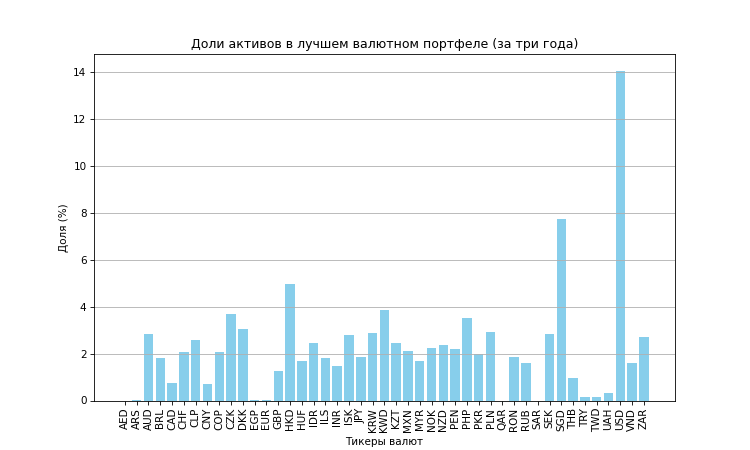 Доли активов в лучшем валютном портфеле (за три года)
Доля (%)
14
12
10
8
6
4
2
0
AED ARS AUD BRL CAD CHF CLP CNY COP CZK DKK EGP EUR GBP HKD HUF IDR ILS INR ISK JPY KRW KWD KZT MXN MYR NOK NZD PEN PHP PKR PLN QAR RON RUB SAR SEK SGD THB TRY TWD UAH USD VND ZAR
Тикеры валют